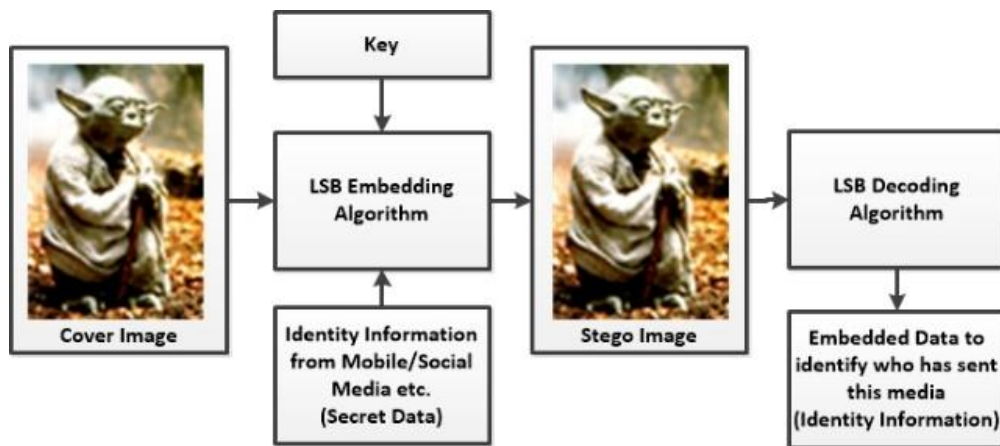 Cover Image
Key
LSB Embedding
Algorithm
Identity Information
from Mobile/Social
Media etc.
(Secret Data)
Stego Image
LSB Decoding
Algorithm
Embedded Data to
identify who has sent
this media
(Identity Information)